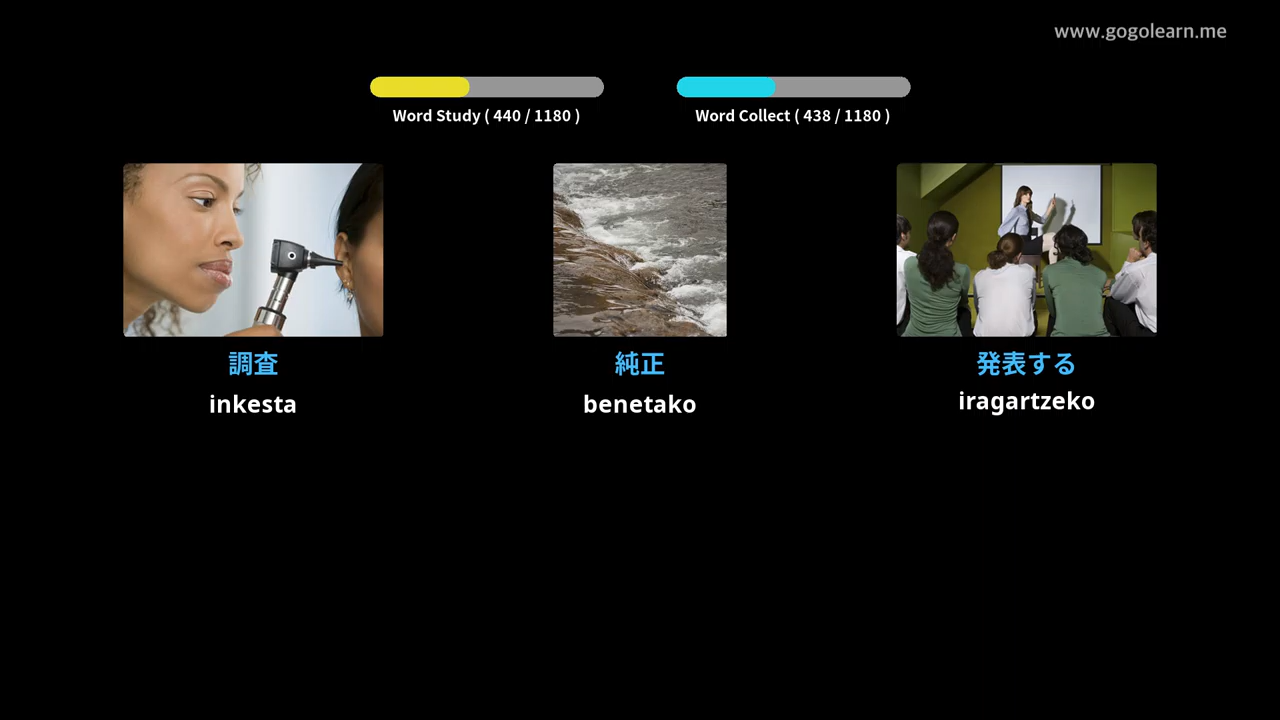 www.gogolearn.me
Word Study ( 440 / 1180 )
Word Collect ( 438 / 1180 )
調査
純正
発表する
inkesta
benetako
iragartzeko